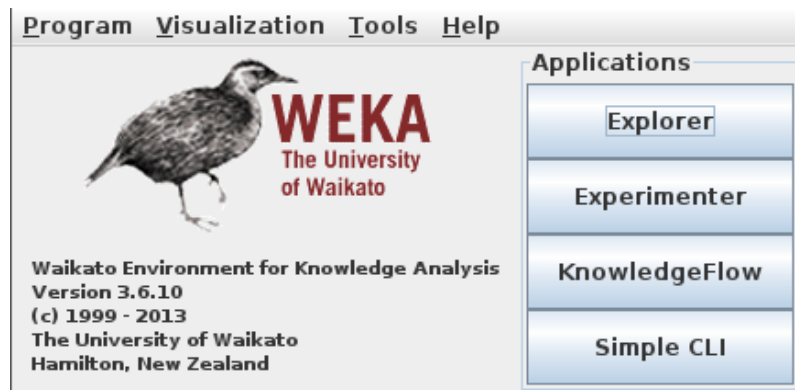 Program Visualization Tools Help
WEKA
The University
of Waikato
Waikato Environment for Knowledge Analysis
Version 3.6.10
(c) 1999 - 2013
The University of Waikato
Hamilton, New Zealand
Applications
Explorer
Experimenter
KnowledgeFlow
Simple CLI